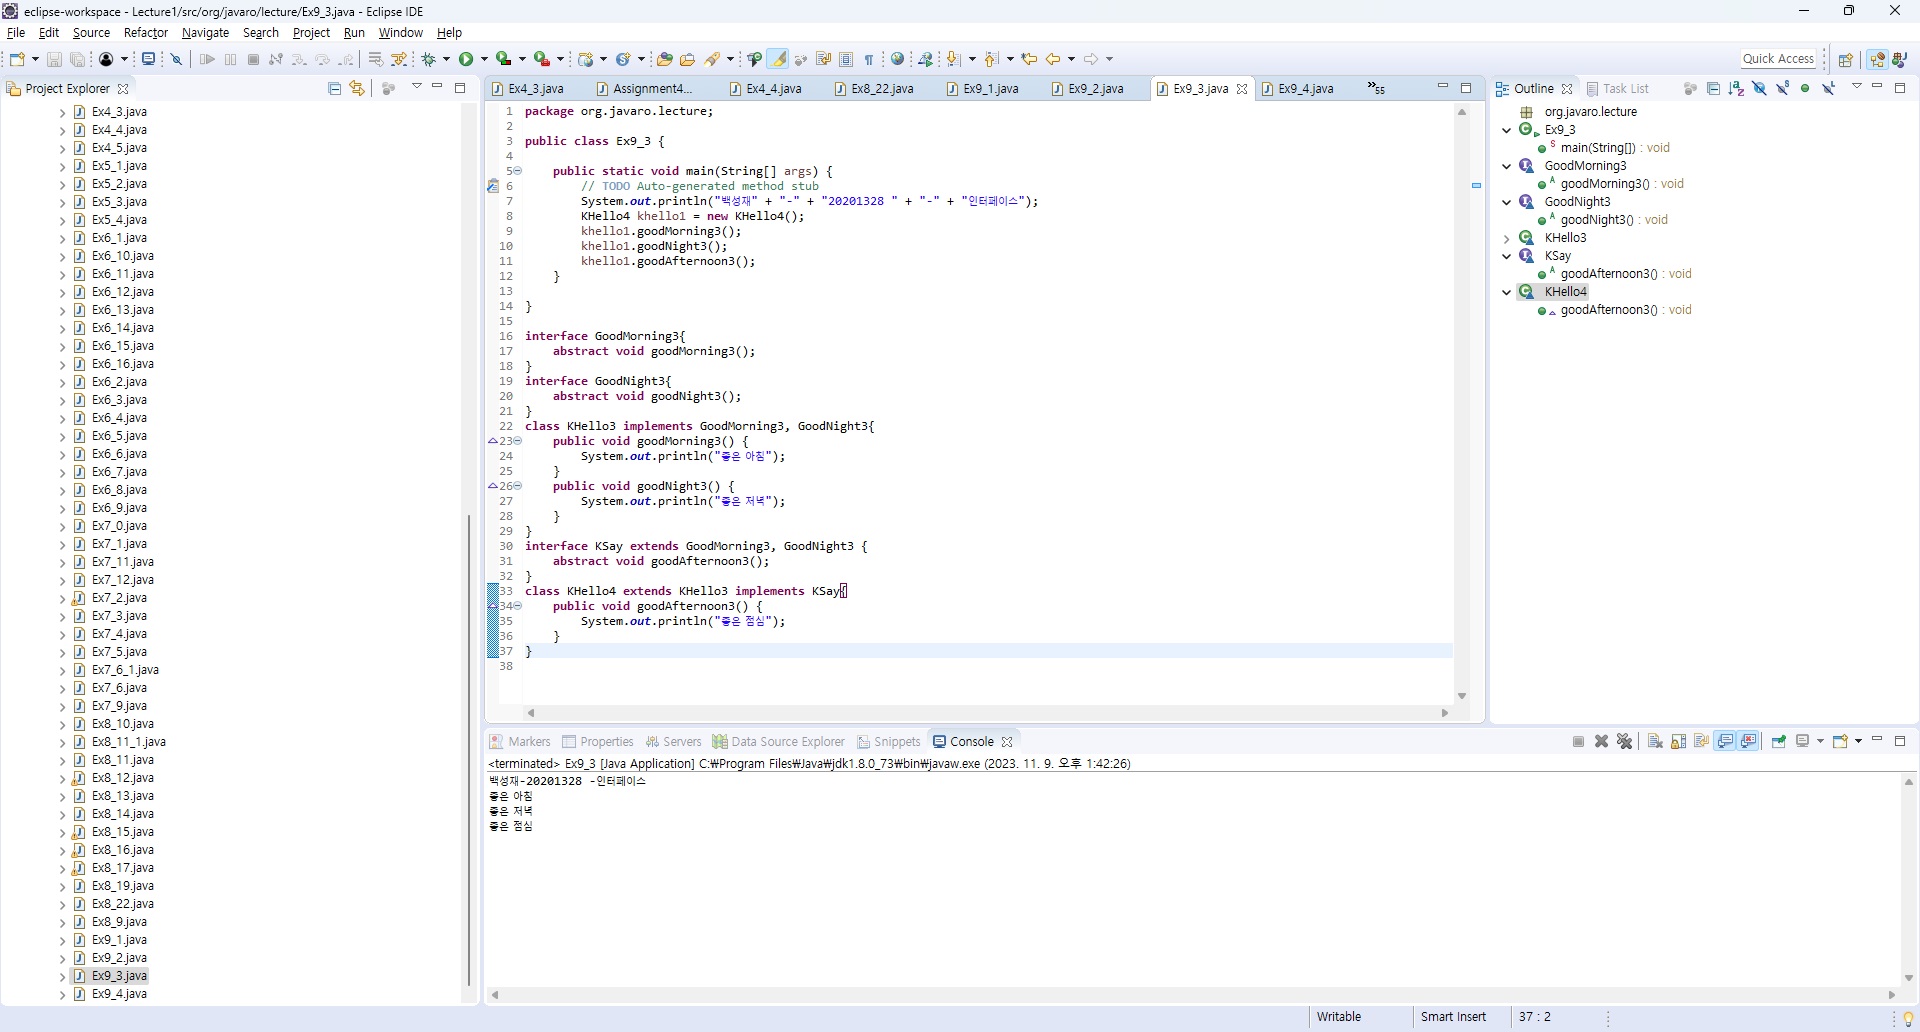 eclipse-workspace - Lecture1/src/org/javaro/lecture/Ex9_3.java - Eclipse IDE
File Edit Source Refactor Navigate Search Project Run Window Help
Quick Access
Project Explorer
Ex4_3.java
Ex4_4.java
Ex4_5.java
Ex5_1.java
Ex5_2.java
Ex5_3.java
Ex5_4.java
Ex6_1.java
Ex6_10.java
Ex6_11.java
Ex6_12.java
Ex6_13.java
Ex6_14.java
Ex6_15.java
Ex6_16.java
Ex6_2.java
Ex6_3.java
Ex6_4.java
Ex6_5.java
Ex6_6.java
Ex6_7.java
Ex6_8.java
Ex6_9.java
Ex7_0.java
Ex7_1.java
Ex7_11.java
Ex7_12.java
Ex7_2.java
Ex7_3.java
Ex7_4.java
Ex7_5.java
Ex7_6_1.java
Ex7_6.java
Ex7_9.java
Ex8_10.java
Ex8_11_1.java
Ex8_11.java
Ex8_12.java
Ex8_13.java
Ex8_14.java
Ex8_15.java
Ex8_16.java
Ex8_17.java
Ex8_19.java
Ex8_22.java
Ex8_9.java
Ex9_1.java
Ex9_2.java
Ex9_3.java
Ex9_4.java
Ex4_3.java Assignment4... Ex4_4.java Ex8_22.java Ex9_1.java Ex9_2.java Ex9_3.java Ex9_4.java »55
1 package org.javaro.lecture;
2
3 public class Ex9_3 {
4
5 public static void main(String[] args) {
6 // TODO Auto-generated method stub
7 System.out.println("백성재" + "-" + "20201328 " + "-" + "인터페이스");
8 KHello4 khello1 = new KHello4();
9 khello1.goodMorning3();
10 khello1.goodNight3();
11 khello1.goodAfternoon3();
12 }
13
14 }
15
16 interface GoodMorning3{
17 abstract void goodMorning3();
18 }
19 interface GoodNight3{
20 abstract void goodNight3();
21 }
22 class KHello3 implements GoodMorning3, GoodNight3{
23 public void goodMorning3() {
24 System.out.println("좋은 아침");
25 }
26 public void goodNight3() {
27 System.out.println("좋은 저녁");
28 }
29 }
30 interface KSay extends GoodMorning3, GoodNight3 {
31 abstract void goodAfternoon3();
32 }
33 class KHello4 extends KHello3 implements KSay{
34 public void goodAfternoon3() {
35 System.out.println("좋은 점심");
36 }
37 }
38
Outline Task List
org.javaro.lecture
Ex9_3
main(String[]) : void
GoodMorning3
goodMorning3() : void
GoodNight3
goodNight3() : void
KHello3
KSay
goodAfternoon3() : void
KHello4
goodAfternoon3() : void
Markers Properties Servers Data Source Explorer Snippets Console
<terminated> Ex9_3 [Java Application] C:₩Program Files₩Java₩jdk1.8.0_73₩bin₩javaw.exe (2023. 11. 9. 오후 1:42:26)
백성재-20201328 -인터페이스
좋은 아침
좋은 저녁
좋은 점심
Writable Smart Insert 37 : 2